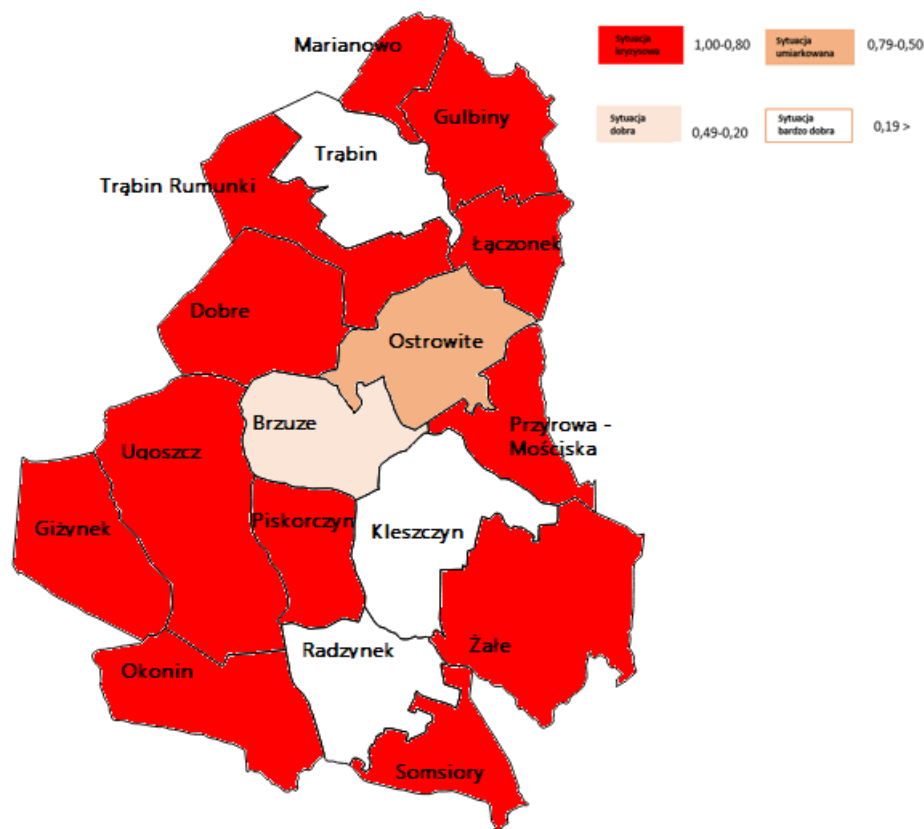 Marianowo
Sytuacja
kryzysowa
1,00-0,80
Sytuacja
umiarkowana
0,79-0,50
Gulbiny
Sytuacja
dobra
0,49-0,20
Sytuacja
bardzo dobra
0,19 >
Trąbin
Trąbin Rumunki
Łączonek
Dobre
Ostrowite
Brzuze
Przyrowa -
Mościska
Ugoszcz
Giżynek
Piskorczyn
Kleszczyn
Radzynek
Żałe
Okonin
Somsiory